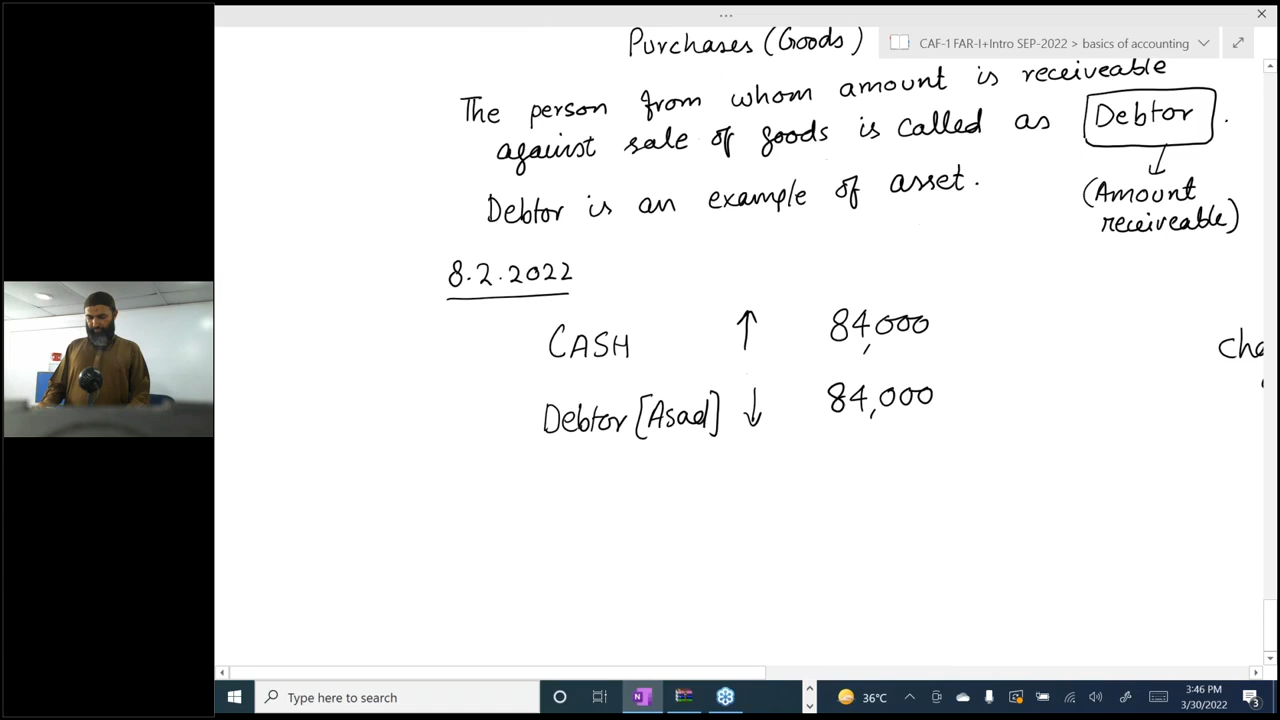 Purchases (Goods)
CAF-1 FAR-I+Intro SEP-2022 > basics of accounting
The person from whom amount is receiveable
against sale of goods is called as Debtor.
(Amount
receiveable)
Debtor is an example of asset.
8.2.2022
CASH ↑ 84,000
Debtor [Asad] ↓ 84,000
Type here to search
36°C
3:46 PM
3/30/2022
3